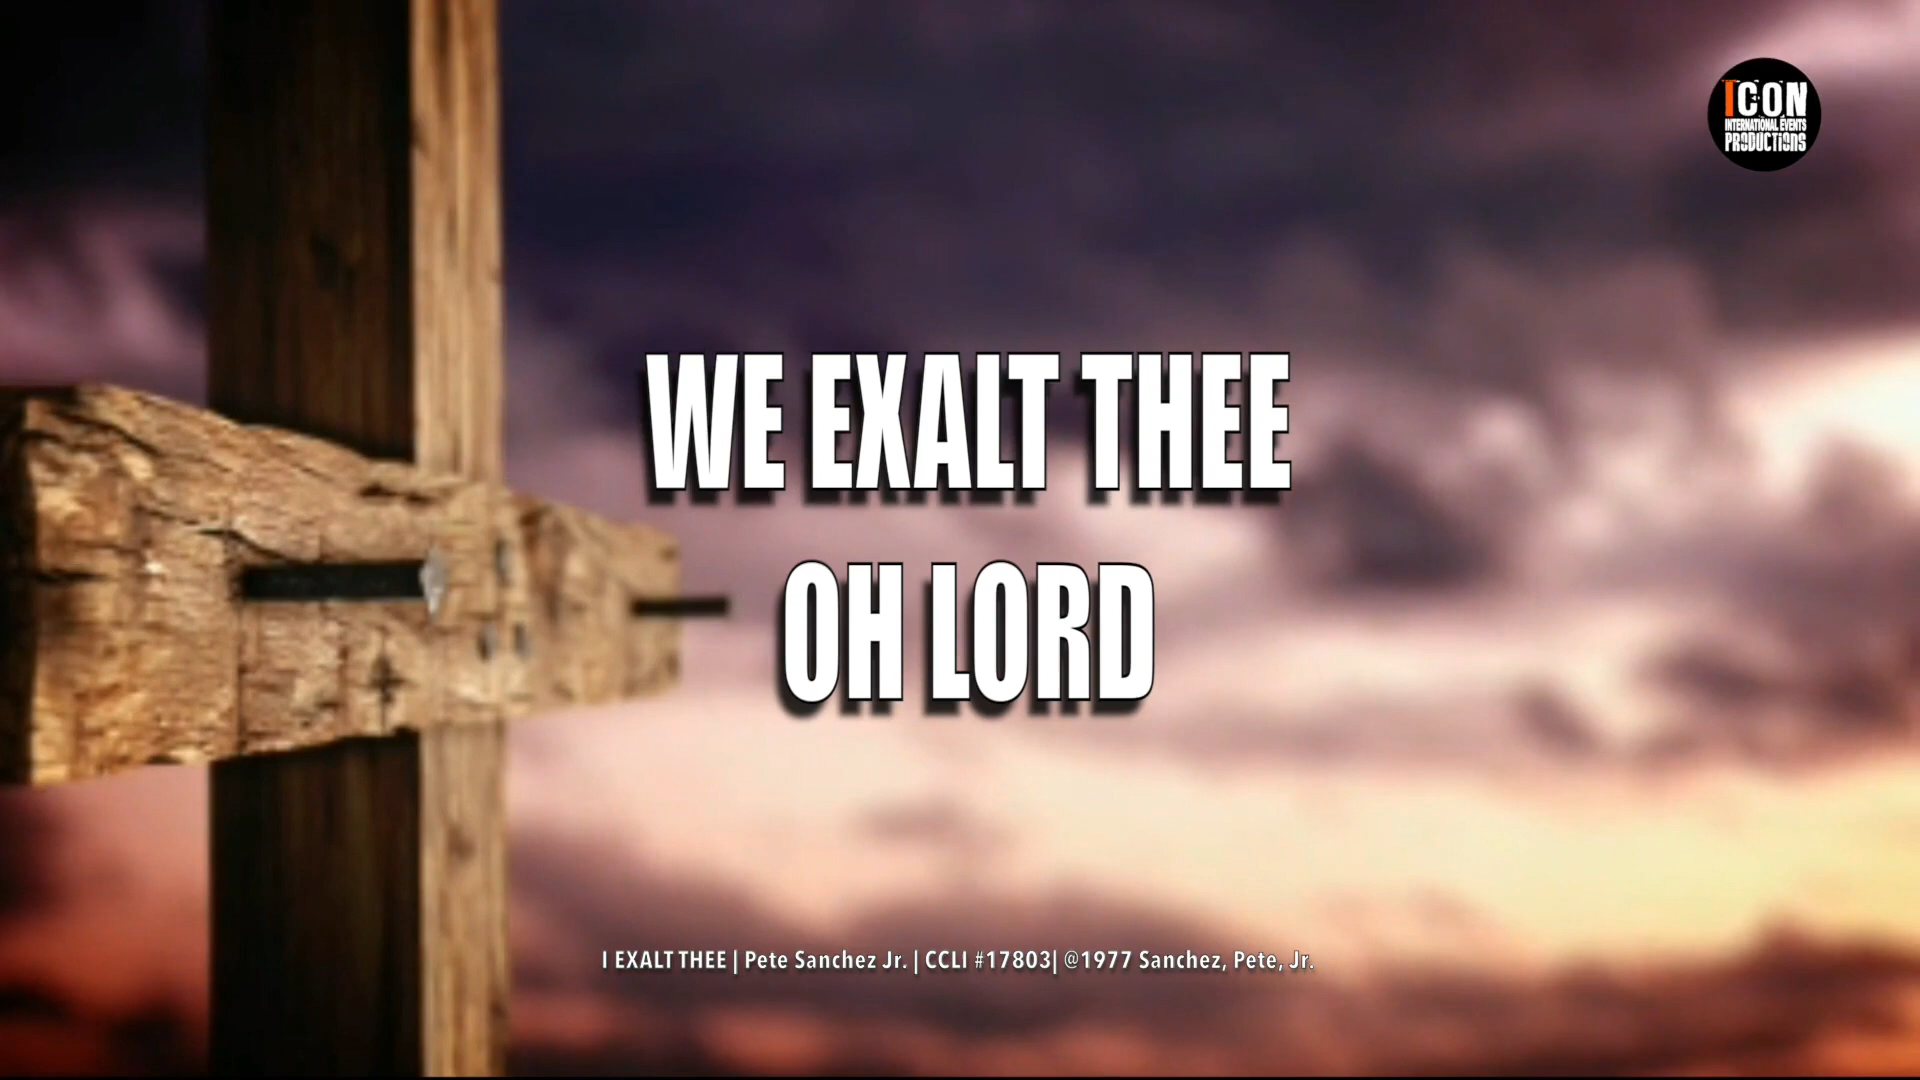 ICON
INTERNATIONAL EVENTS
PRODUCTIONS
WE EXALT THEE
OH LORD
I EXALT THEE | Pete Sanchez Jr. | CCLI #17803| @1977 Sanchez, Pete, Jr.